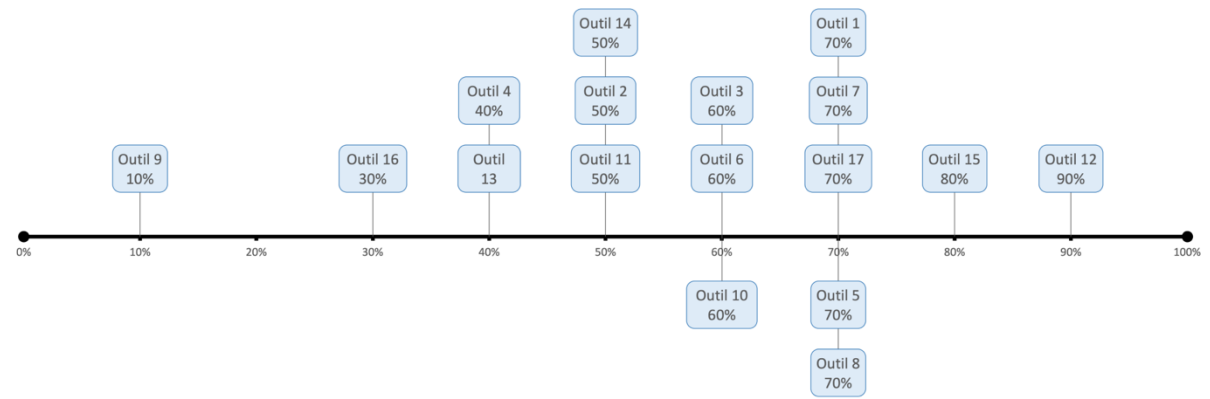 Outil 14
50%
Outil 1
70%
Outil 4
40%
Outil 2
50%
Outil 3
60%
Outil 7
70%
Outil 9
10%
Outil 16
30%
Outil
13
Outil 11
50%
Outil 6
60%
Outil 17
70%
Outil 15
80%
Outil 12
90%
0%
10%
20%
30%
40%
50%
60%
70%
80%
90%
100%
Outil 10
60%
Outil 5
70%
Outil 8
70%